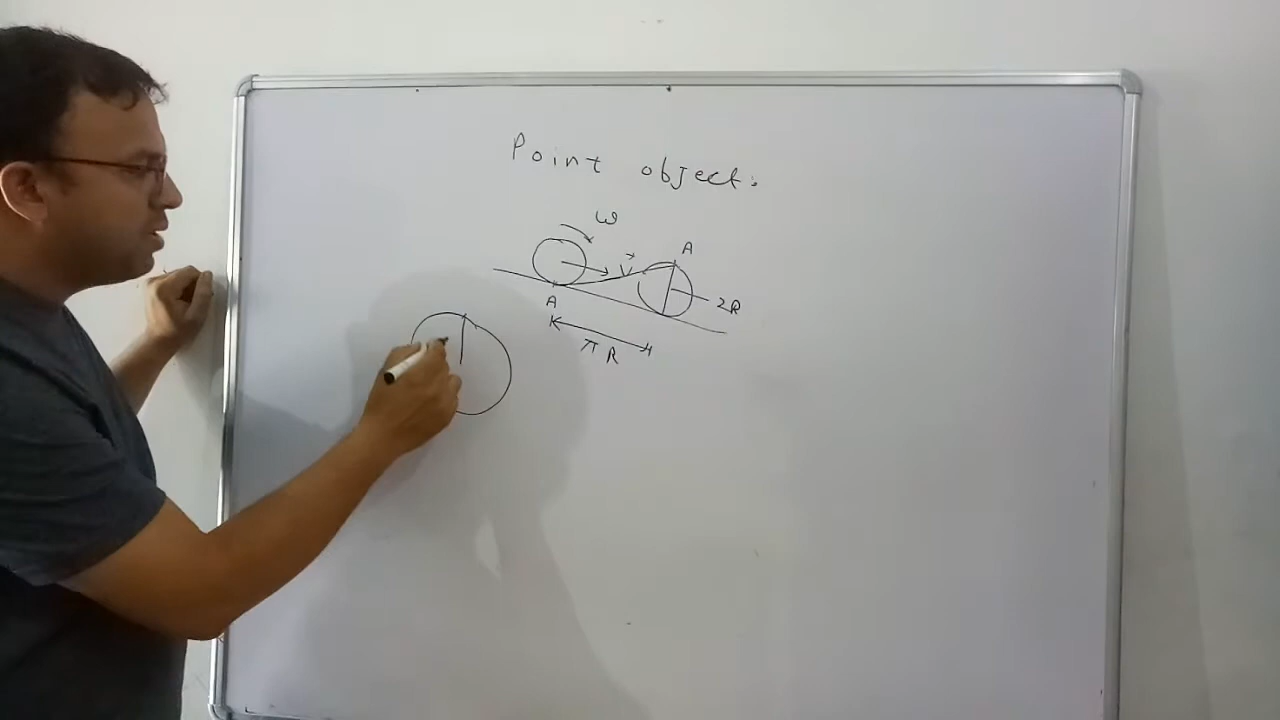 Point object.
ω
V⃗
A
2R
A
πR